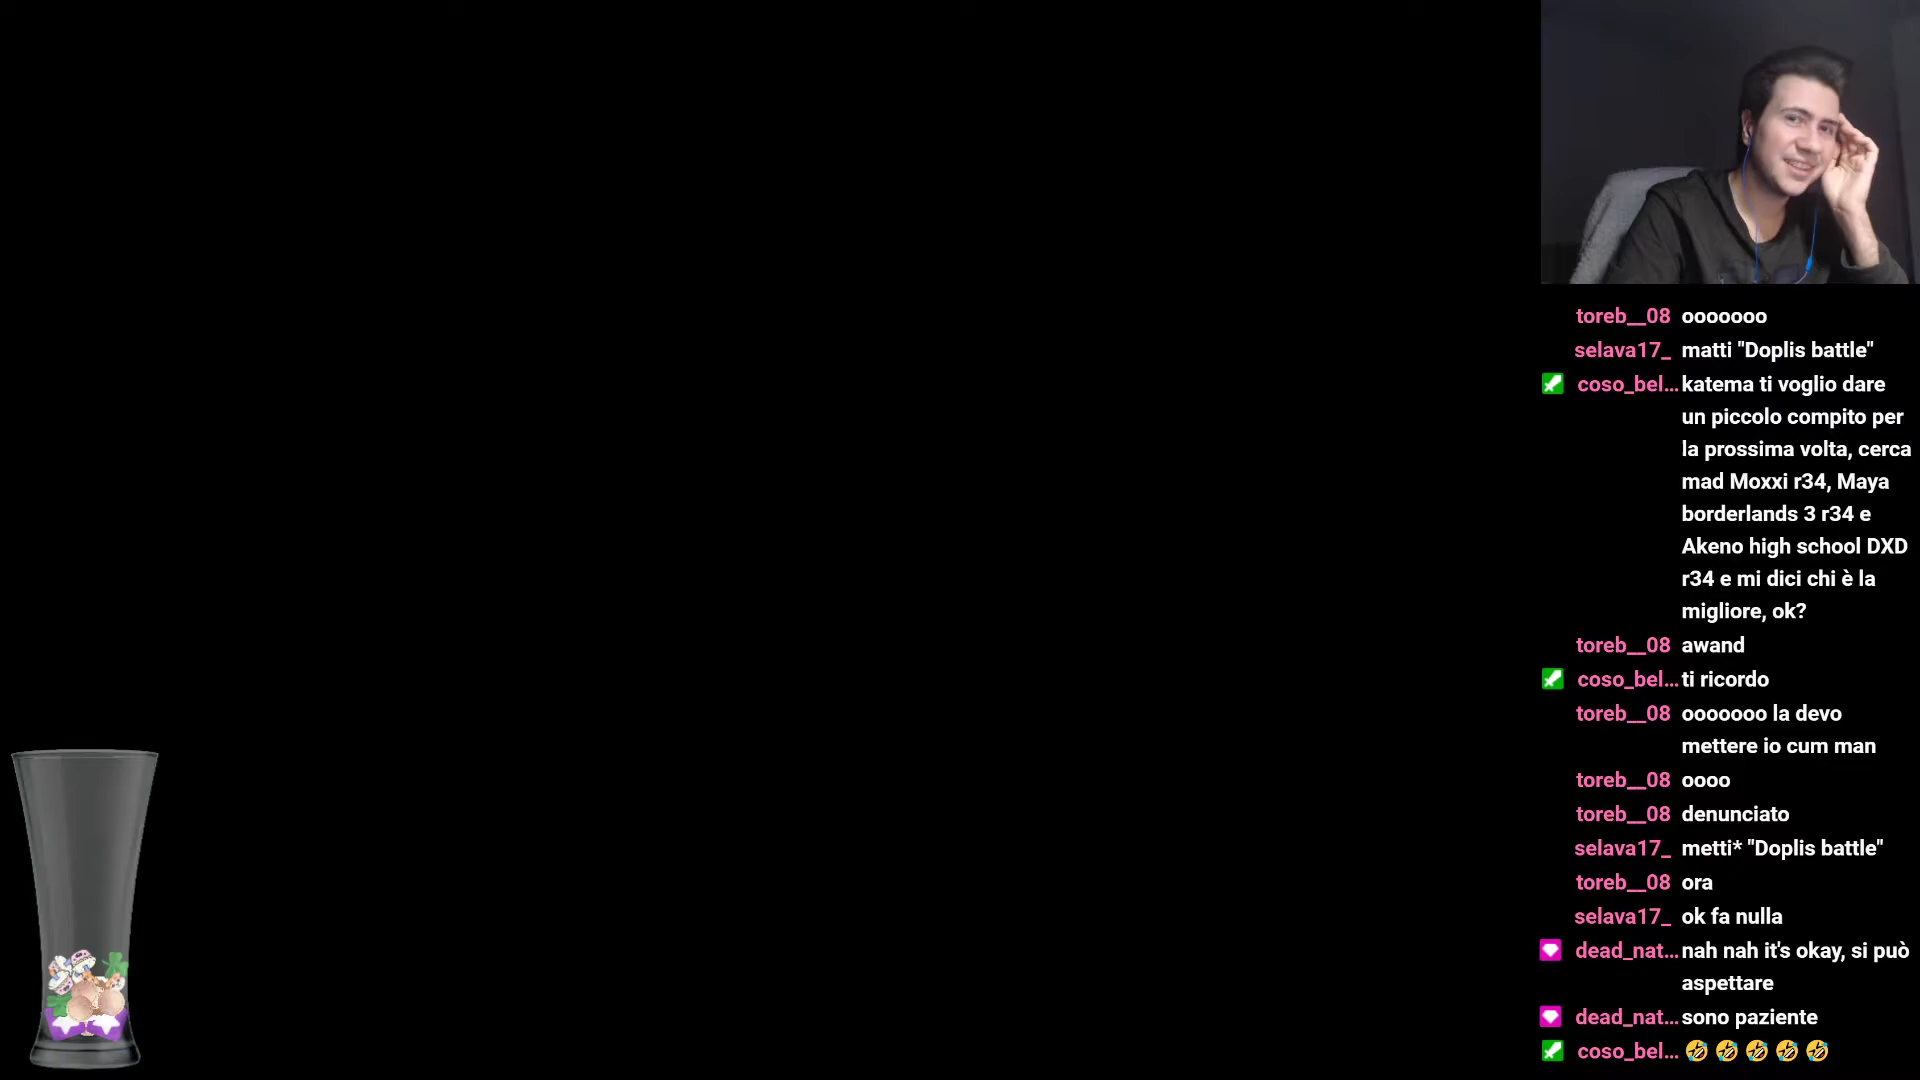 toreb__08 ooooooo
selava17_ matti "Doplis battle"
coso_bel... katema ti voglio dare
un piccolo compito per
la prossima volta, cerca
mad Moxxi r34, Maya
borderlands 3 r34 e
Akeno high school DXD
r34 e mi dici chi è la
migliore, ok?
toreb__08 awand
coso_bel... ti ricordo
toreb__08 ooooooo la devo
mettere io cum man
toreb__08 oooo
toreb__08 denunciato
selava17_ metti* "Doplis battle"
toreb__08 ora
selava17_ ok fa nulla
dead_nat... nah nah it's okay, si può
aspettare
dead_nat... sono paziente
coso_bel... 🤣 🤣 🤣 🤣 🤣